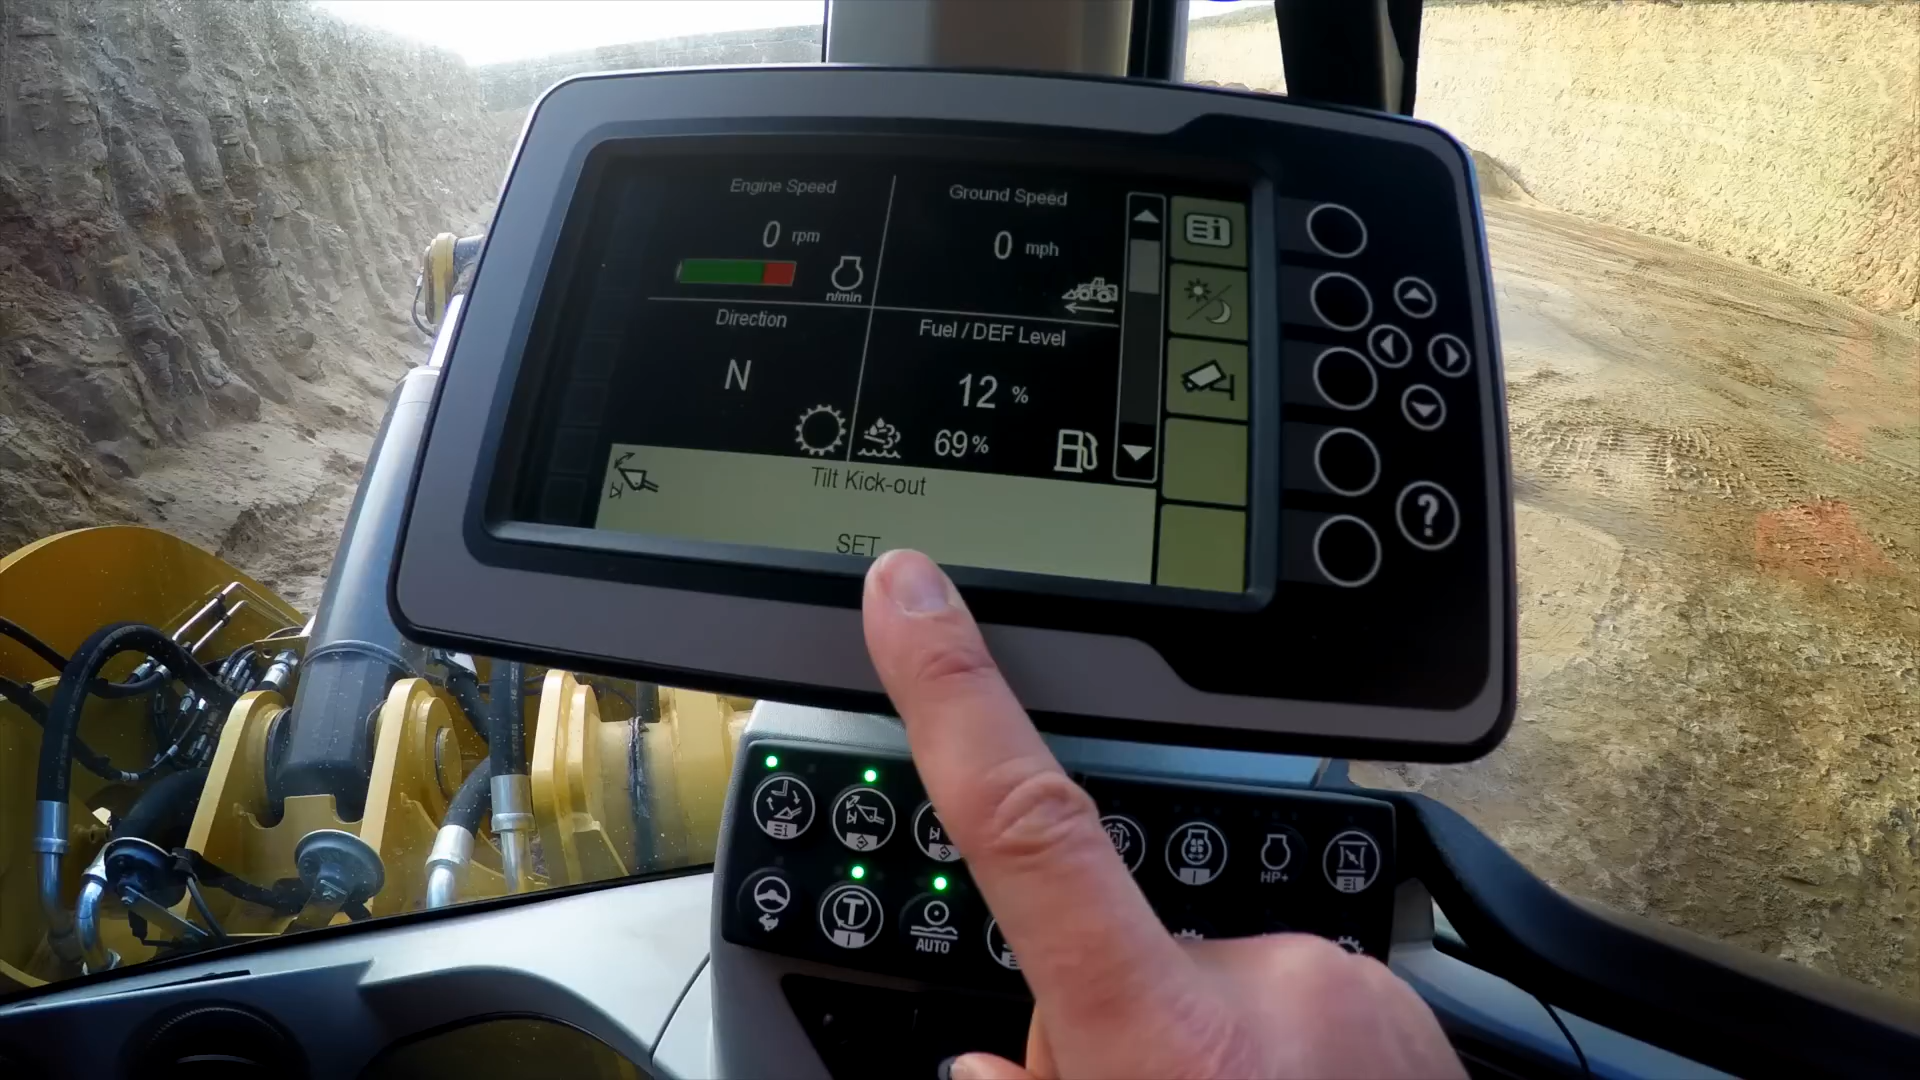 Engine Speed
0 rpm
n/min
Ground Speed
0 mph
Direction
N
Fuel / DEF Level
12 %
69%
Tilt Kick-out
SET
?
T
AUTO
HP+